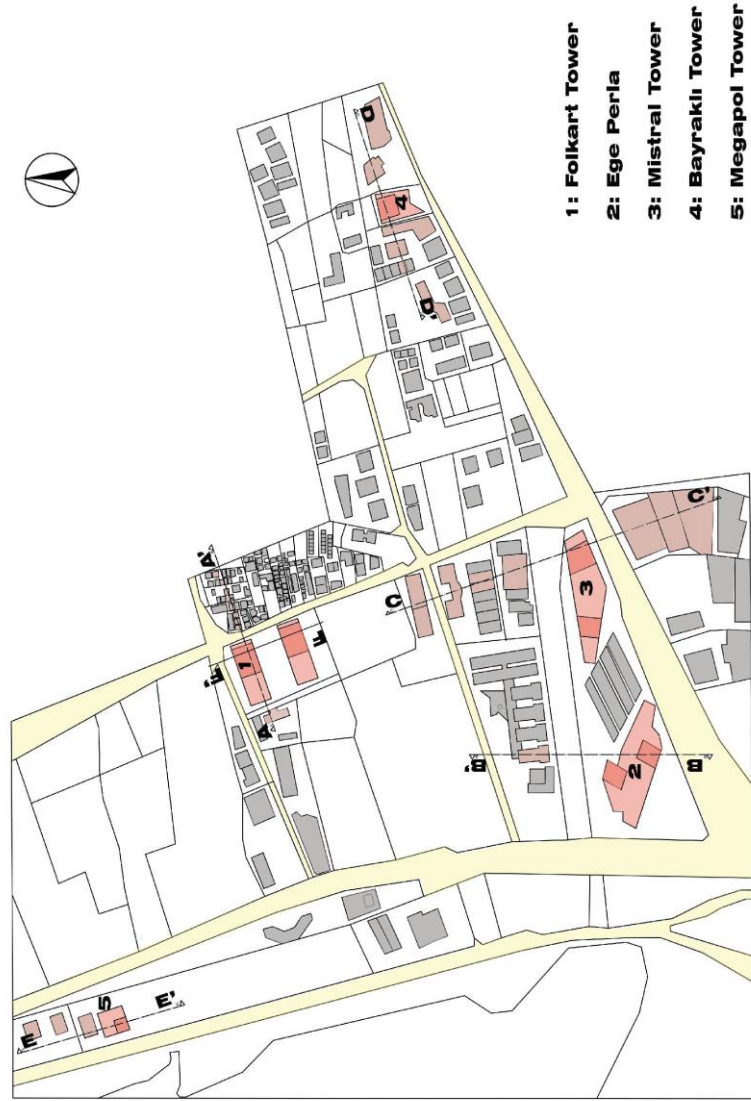 E
5
E'
F'
1
A
A'
F
C
B'
2
B
3
C'
D'
4
D
1: Folkart Tower
2: Ege Perla
3: Mistral Tower
4: Bayraklı Tower
5: Megapol Tower